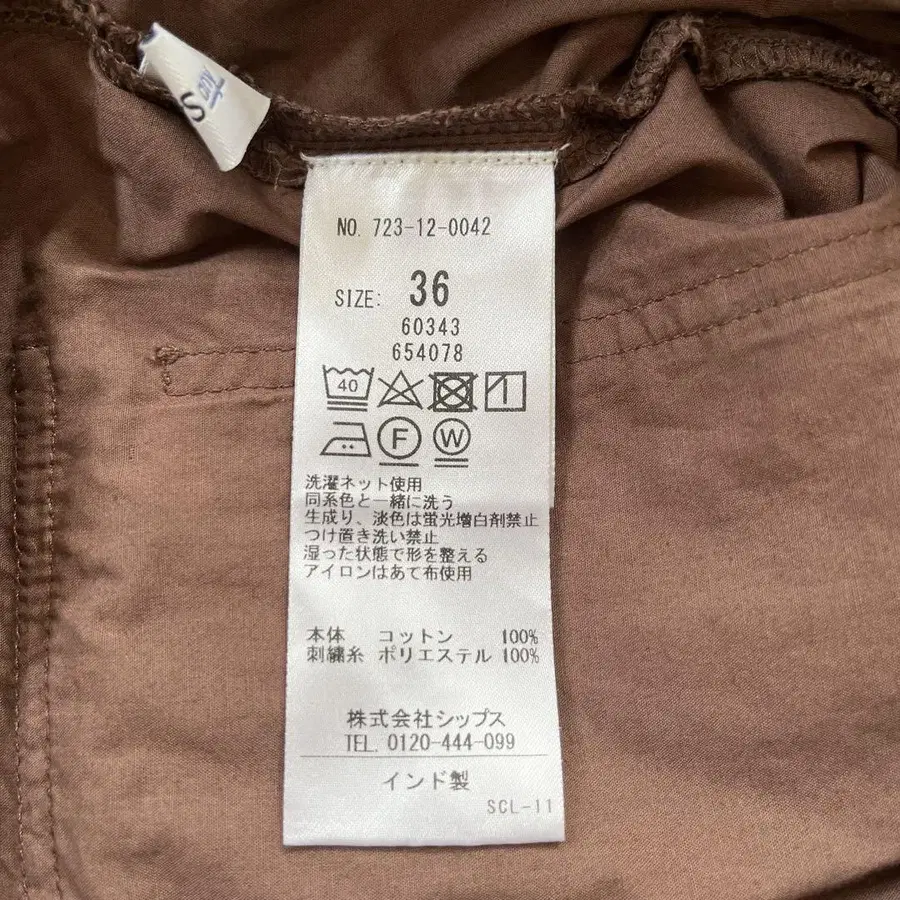 S
NO. 723-12-0042
SIZE: 36
60343
654078
40
F
W
洗濯ネット使用
同系色と一緒に洗う
生成り、淡色は蛍光増白剤禁止
つけ置き洗い禁止
湿った状態で形を整える
アイロンはあて布使用
本体 コットン 100%
刺繍糸 ポリエステル 100%
株式会社シップス
TEL. 0120-444-099
インド製
SCL-11